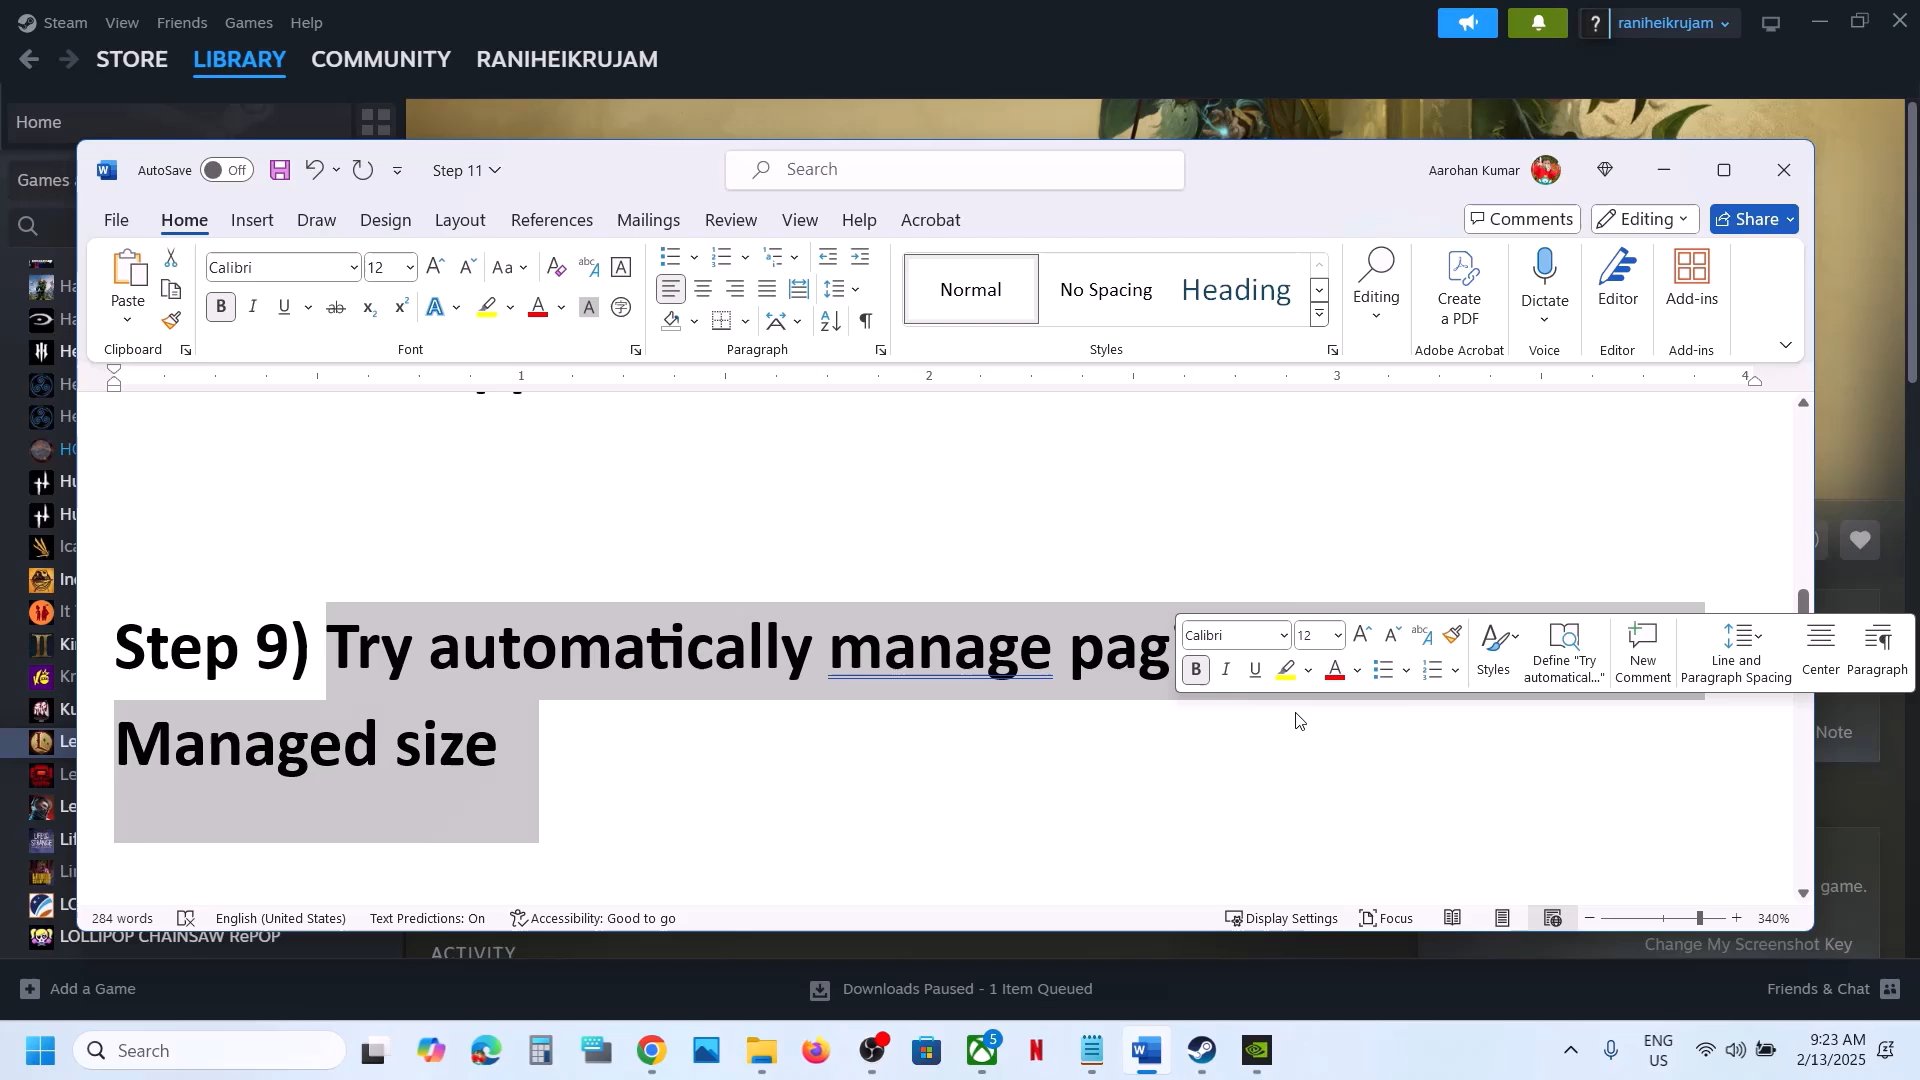 Steam View Friends Games Help
raniheikrujam
STORE LIBRARY COMMUNITY RANIHEIKRUJAM
Home
Games
AutoSave Off Step 11 Search Aarohan Kumar
File Home Insert Draw Design Layout References Mailings Review View Help Acrobat Comments Editing Share
Calibri 12
Paste
Normal No Spacing Heading
Editing Create a PDF Dictate Editor Add-ins
Clipboard Font Paragraph Styles Adobe Acrobat Voice Editor Add-ins
1 2 3 4
Step 9) Try automatically manage pag
Managed size
Calibri 12
Styles Define "Try automatical..." New Comment Line and Paragraph Spacing Center Paragraph
Note
game.
284 words English (United States) Text Predictions: On Accessibility: Good to go Display Settings Focus 340%
LOLLIPOP CHAINSAW RePOP
ACTIVITY
Change My Screenshot Key
Add a Game Downloads Paused - 1 Item Queued Friends & Chat
Search
5
ENG
US
9:23 AM
2/13/2025